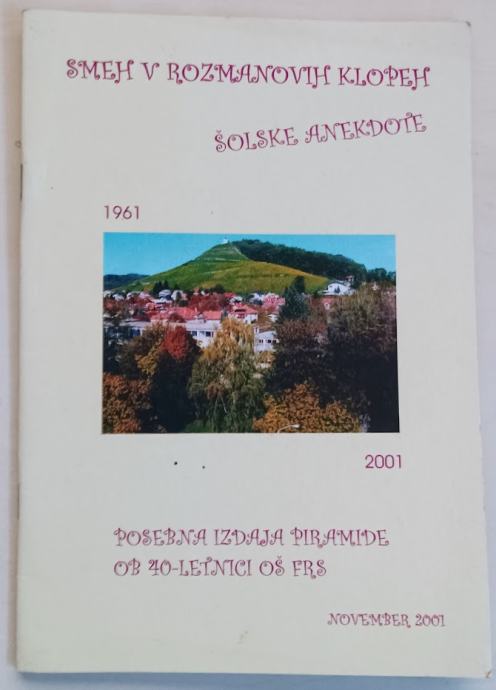 SMEH V ROZMANOVIH KLOPEH
ŠOLSKE ANEKDOTE
1961
2001
POSEBNA IZDAJA PIRAMIDE
OB 40-LETNICI OŠ FRS
NOVEMBER 2001